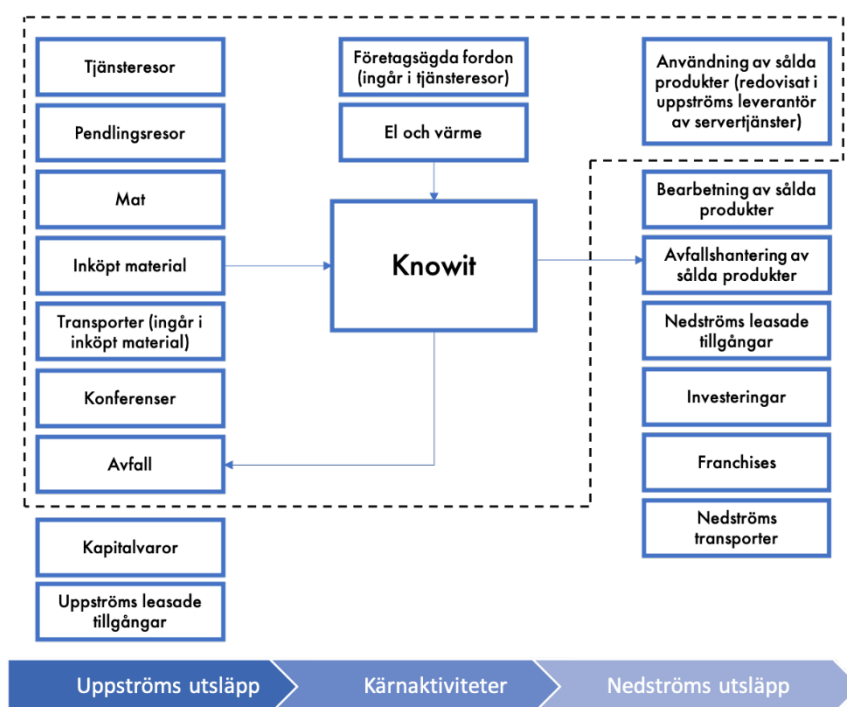 Tjänsteresor
Pendlingsresor
Mat
Inköpt material
Transporter (ingår i
inköpt material)
Konferenser
Avfall
Kapitalvaror
Uppströms leasade
tillgångar
Företagsägda fordon
(ingår i tjänsteresor)
El och värme
Knowit
Användning av sålda
produkter (redovisat i
uppströms leverantör
av servertjänster)
Bearbetning av sålda
produkter
Avfallshantering av
sålda produkter
Nedströms leasade
tillgångar
Investeringar
Franchises
Nedströms
transporter
Uppströms utsläpp
Kärnaktiviteter
Nedströms utsläpp